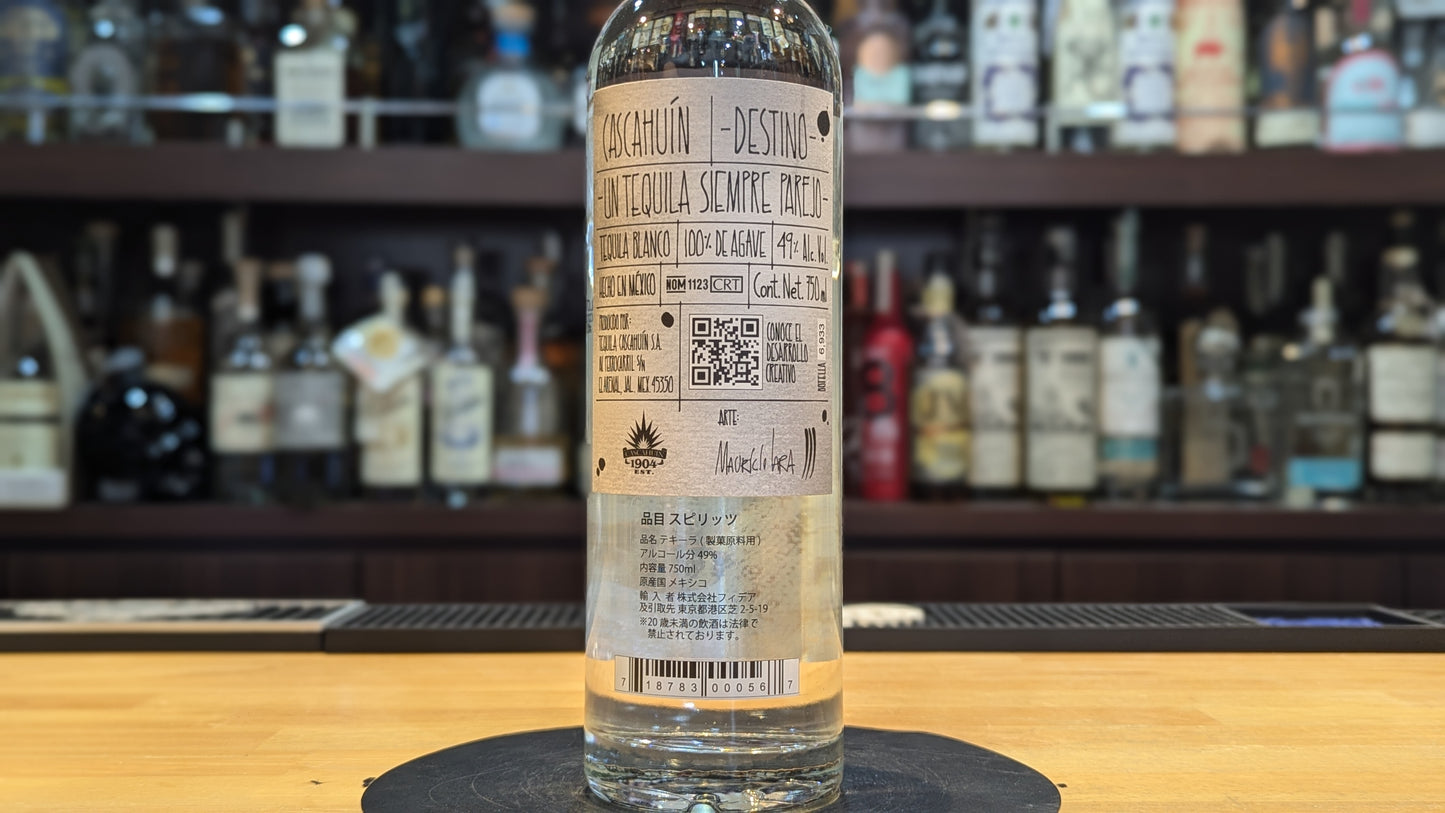 CASCAHUÍN | -DESTINO-
-UN TEQUILA SIEMPRE PAREJO-
TEQUILA BLANCO | 100% DE AGAVE | 49% Alc. Vol.
HECHO EN MÉXICO NOM 1123 CRT Cont. Net. 750 ml
PRODUCIDO POR:
TEQUILA CASCAHUÍN S.A.
AV FERROCARRIL S/N
EL ARENAL, JAL. MEX 45350
CONOCE EL
DESARROLLO
CREATIVO
BOTELLA 6,933
CASCAHUIN
1904
EST.
ARTE:
品目 スピリッツ
品名 テキーラ ( 製菓原料用 )
アルコール分 49%
内容量 750ml
原産国 メキシコ
輸 入 者 株式会社フィデア
及引取先 東京都港区芝 2-5-19
※20 歳未満の飲酒は法律で
禁止されております。
7 18783 00056 7